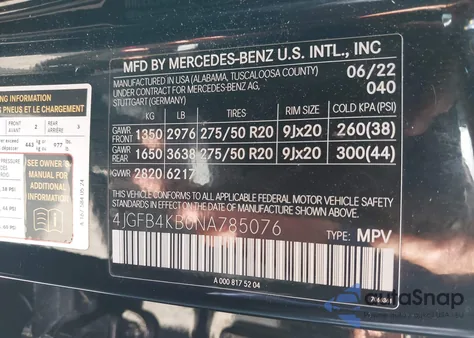 MFD BY MERCEDES-BENZ U.S. INTL., INC
MANUFACTURED IN USA (ALABAMA, TUSCALOOSA COUNTY)
UNDER CONTRACT FOR MERCEDES-BENZ AG,
STUTTGART (GERMANY)
06/22
040
KG LB TIRES RIM SIZE COLD KPA (PSI)
GAWR FRONT 1350 2976 275/50 R20 9Jx20 260(38)
GAWR REAR 1650 3638 275/50 R20 9Jx20 300(44)
GVWR 2820 6217
THIS VEHICLE CONFORMS TO ALL APPLICABLE FEDERAL MOTOR VEHICLE SAFETY
STANDARDS IN EFFECT ON THE DATE OF MANUFACTURE SHOWN ABOVE.
4JGFB4KB0NA785076
TYPE: MPV
A 000 817 52 04
PNEUS ET LE CHARGEMENT
SEE OWNER'S
MANUAL FOR
ADDITIONAL
INFORMATION
autoSnap